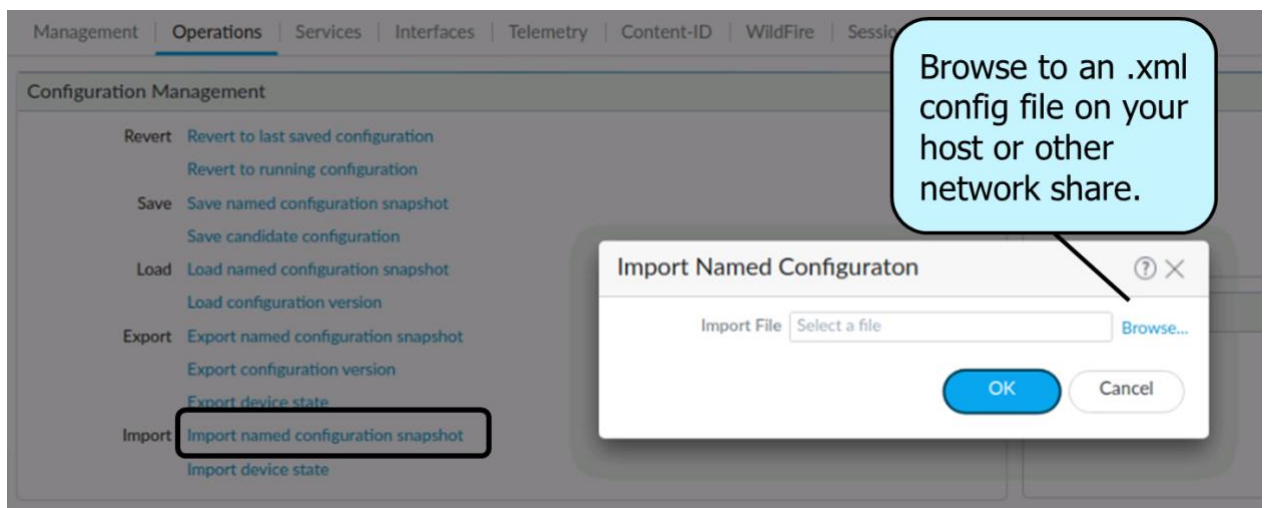 Management | Operations | Services | Interfaces | Telemetry | Content-ID | WildFire |
Browse to an .xml
config file on your
host or other
network share.
Configuration Management
Revert Revert to last saved configuration
Revert to running configuration
Save Save named configuration snapshot
Save candidate configuration
Load Load named configuration snapshot
Load configuration version
Export Export named configuration snapshot
Export configuration version
Export device state
Import Import named configuration snapshot
Import device state
Import Named Configuraton
Import File Select a file Browse...
OK Cancel